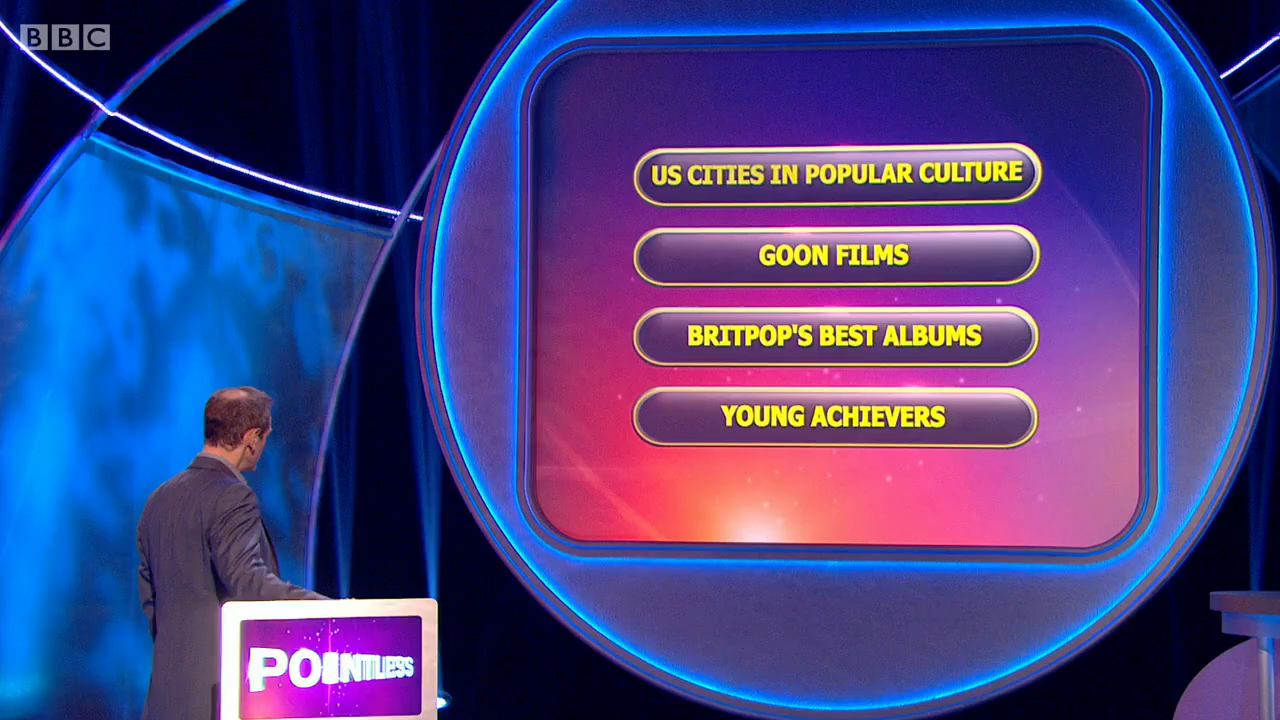 BBC
US CITIES IN POPULAR CULTURE
GOON FILMS
BRITPOP'S BEST ALBUMS
YOUNG ACHIEVERS
POINTLESS